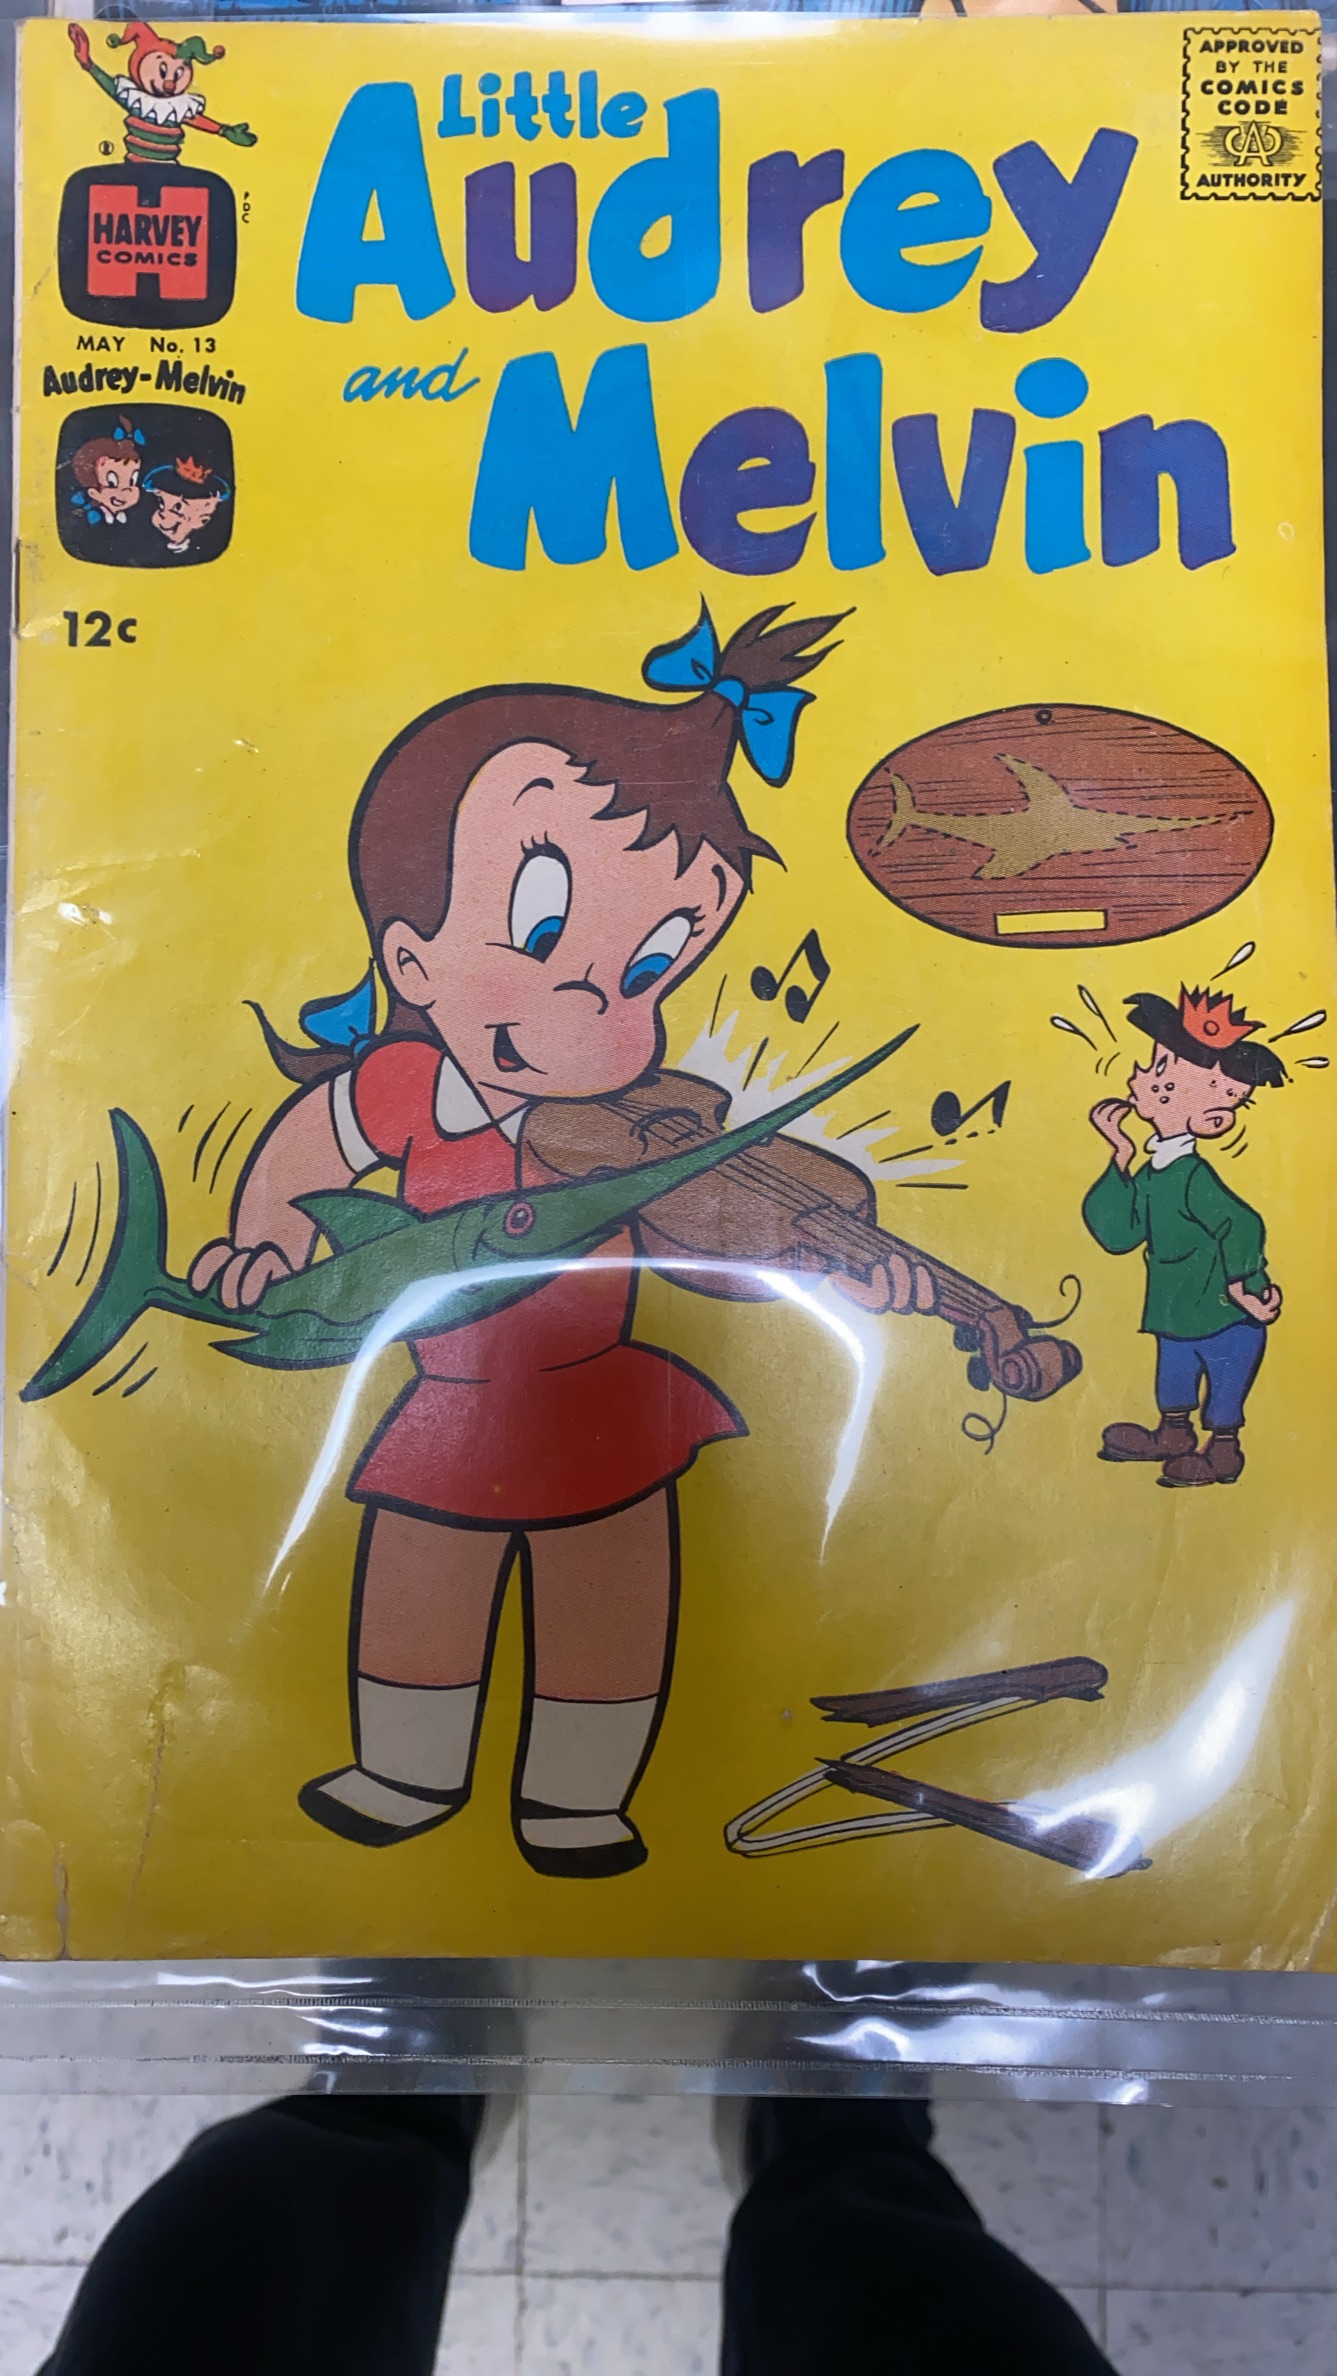 APPROVED
BY THE
COMICS
CODE
AUTHORITY
Little
Audrey
and
Melvin
HARVEY
COMICS
MAY No. 13
Audrey-Melvin
12c